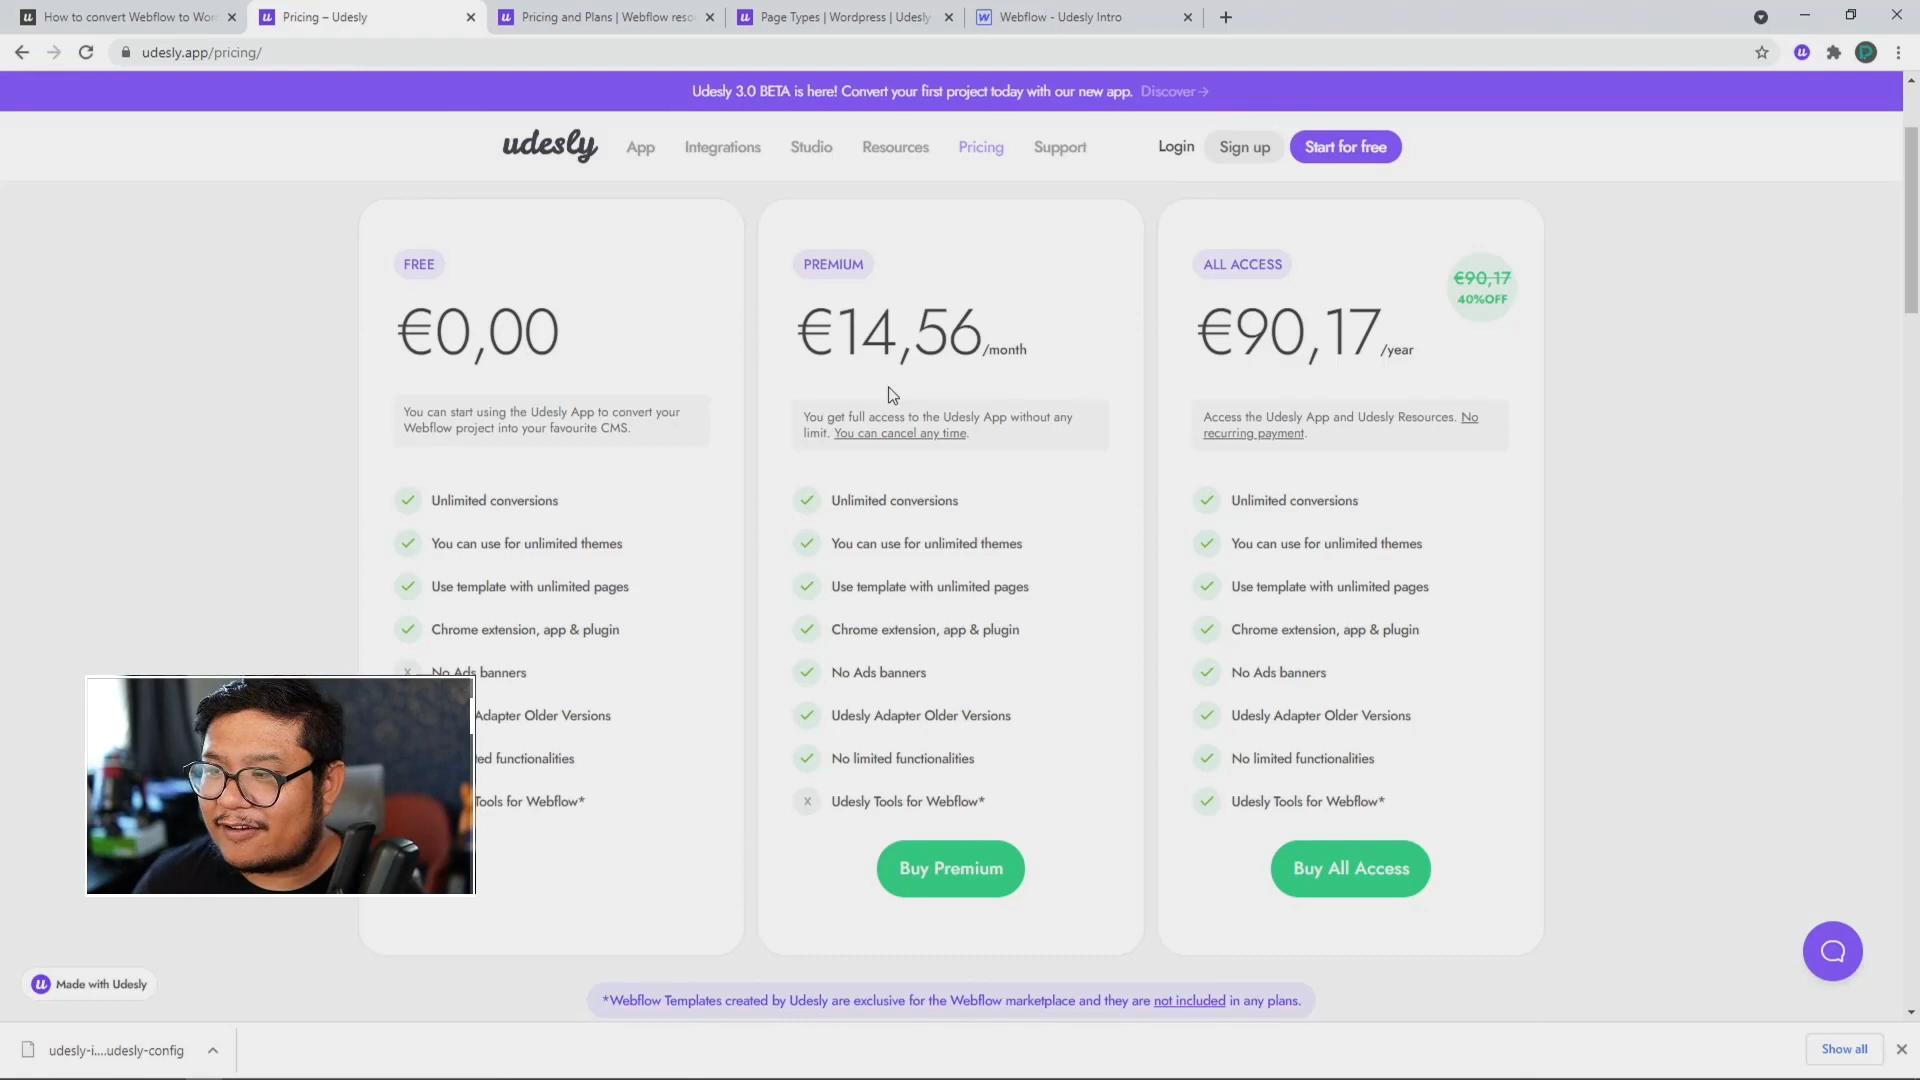 How to convert Webflow to Wor
Pricing – Udesly
Pricing and Plans | Webflow reso
Page Types | Wordpress | Udesly
Webflow - Udesly Intro
udesly.app/pricing/
Udesly 3.0 BETA is here! Convert your first project today with our new app. Discover→
udesly
App
Integrations
Studio
Resources
Pricing
Support
Login
Sign up
Start for free
FREE
€0,00
You can start using the Udesly App to convert your
Webflow project into your favourite CMS.
Unlimited conversions
You can use for unlimited themes
Use template with unlimited pages
Chrome extension, app & plugin
x No Ads banners
Adapter Older Versions
ed functionalities
Tools for Webflow*
PREMIUM
€14,56/month
You get full access to the Udesly App without any
limit. You can cancel any time.
Unlimited conversions
You can use for unlimited themes
Use template with unlimited pages
Chrome extension, app & plugin
No Ads banners
Udesly Adapter Older Versions
No limited functionalities
x Udesly Tools for Webflow*
Buy Premium
ALL ACCESS
€90,17
40%OFF
€90,17/year
Access the Udesly App and Udesly Resources. No
recurring payment.
Unlimited conversions
You can use for unlimited themes
Use template with unlimited pages
Chrome extension, app & plugin
No Ads banners
Udesly Adapter Older Versions
No limited functionalities
Udesly Tools for Webflow*
Buy All Access
u Made with Udesly
*Webflow Templates created by Udesly are exclusive for the Webflow marketplace and they are not included in any plans.
udesly-i....udesly-config
Show all